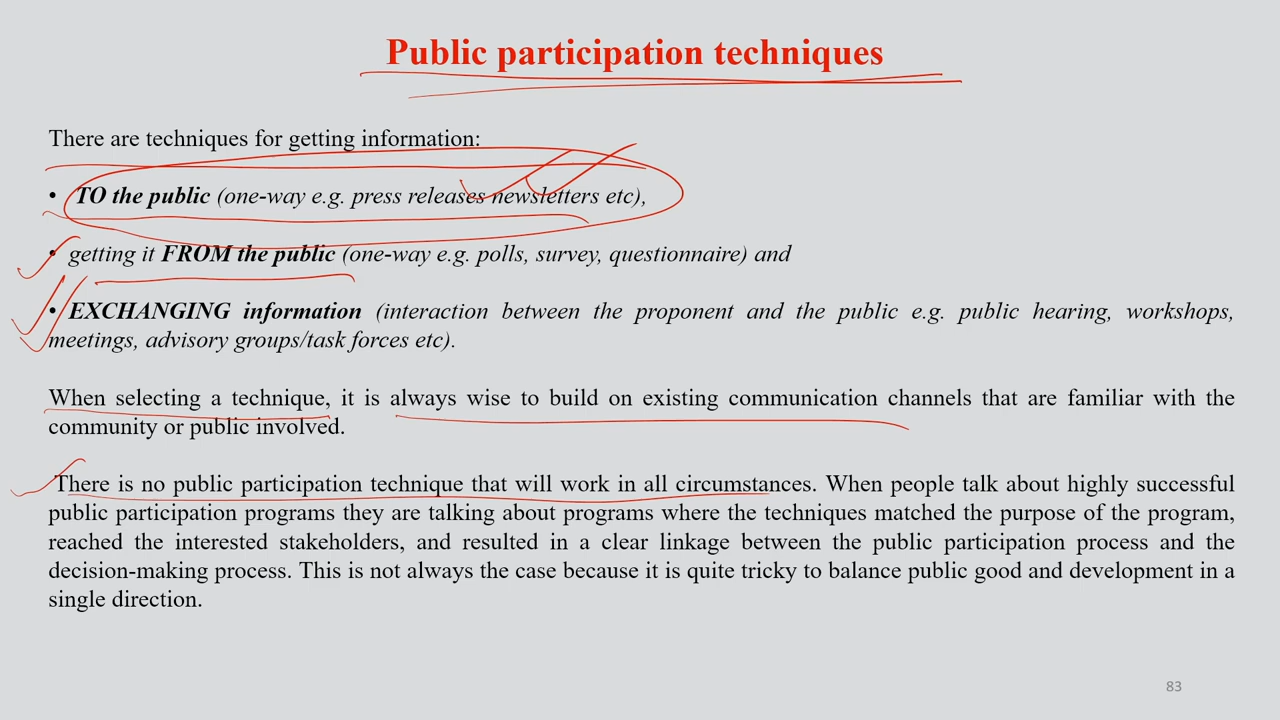 Public participation techniques
There are techniques for getting information:
• TO the public (one-way e.g. press releases newsletters etc),
• getting it FROM the public (one-way e.g. polls, survey, questionnaire) and
• EXCHANGING information (interaction between the proponent and the public e.g. public hearing, workshops,
meetings, advisory groups/task forces etc).
When selecting a technique, it is always wise to build on existing communication channels that are familiar with the
community or public involved.
There is no public participation technique that will work in all circumstances. When people talk about highly successful
public participation programs they are talking about programs where the techniques matched the purpose of the program,
reached the interested stakeholders, and resulted in a clear linkage between the public participation process and the
decision-making process. This is not always the case because it is quite tricky to balance public good and development in a
single direction.
83